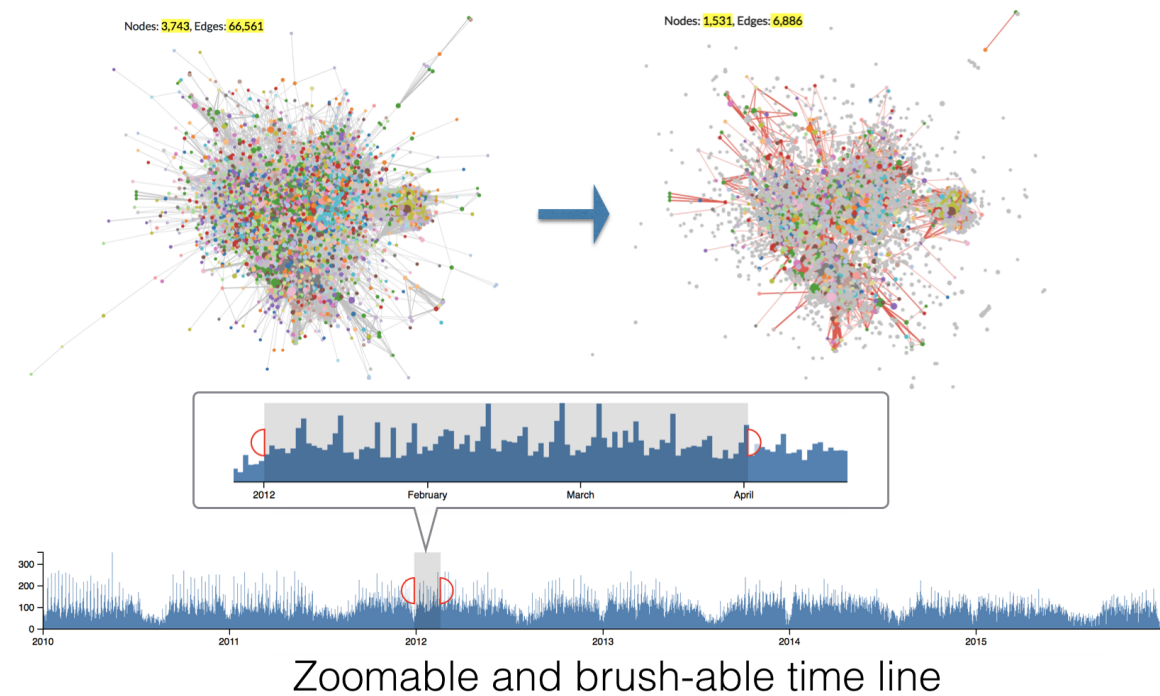 Nodes: 3,743, Edges: 66,561
Nodes: 1,531, Edges: 6,886
2012 February March April
300
200
100
0
2010 2011 2012 2013 2014 2015
Zoomable and brush-able time line